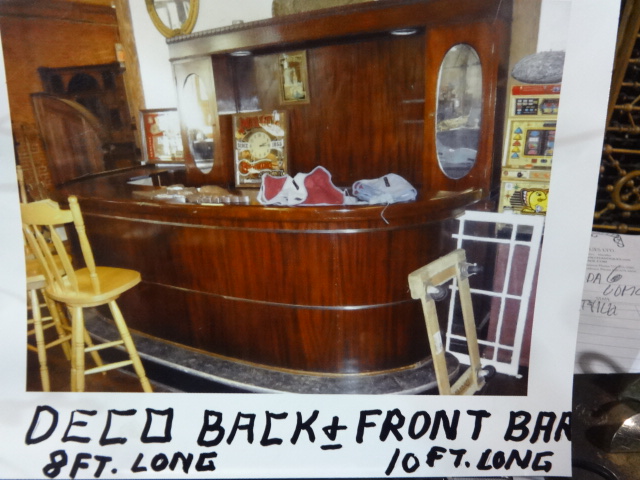 DECO BACK & FRONT BAR
8FT. LONG
10FT. LONG